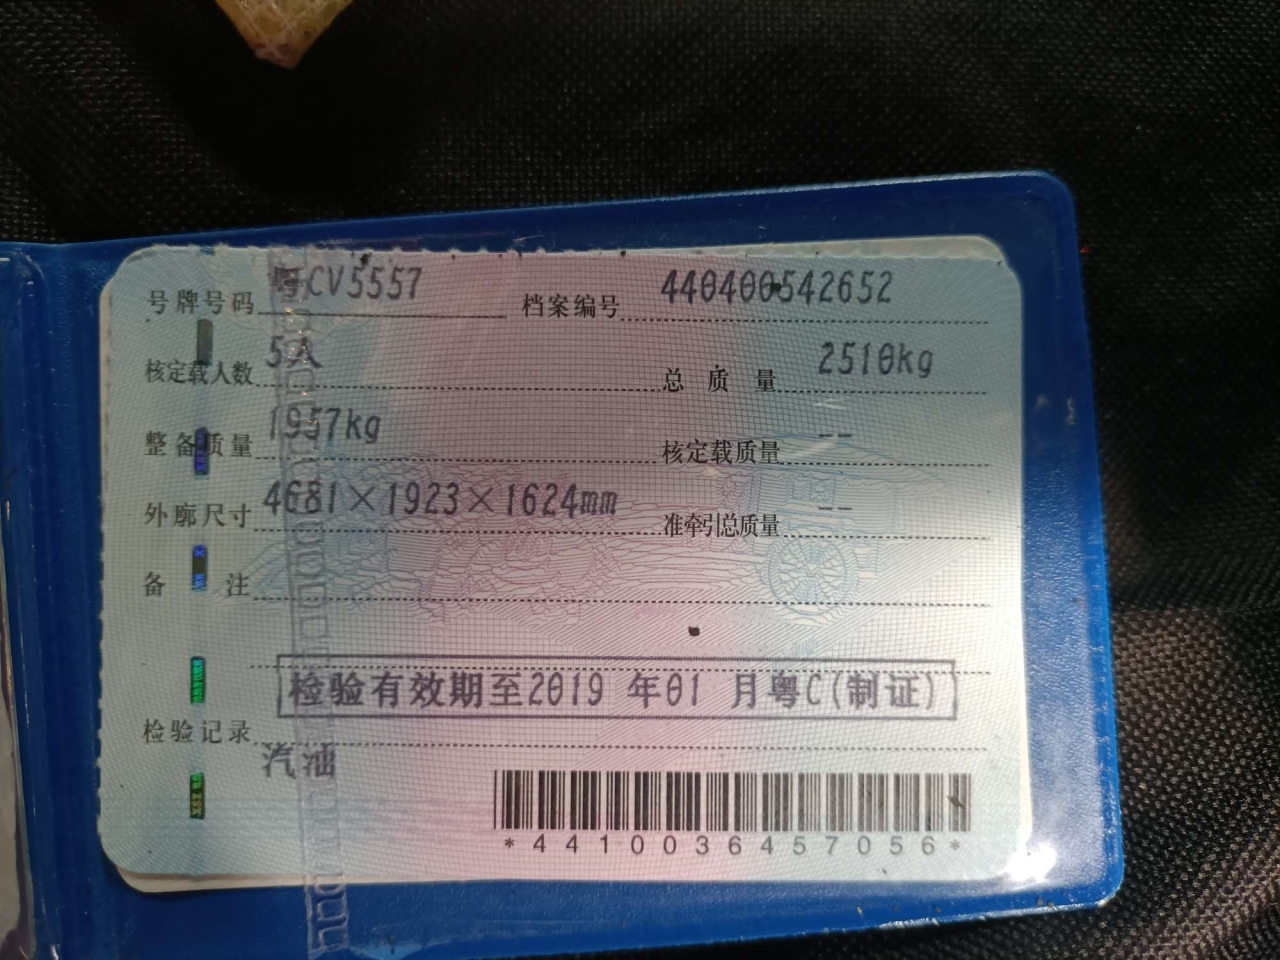 号牌号码 粤CV5557 档案编号 440400542652
核定载人数 5人 总质量 2510kg
整备质量 1957kg 核定载质量 --
外廓尺寸 4681×1923×1624mm 准牵引总质量 --
备注
检验有效期至2019 年01 月粤C(制证)
检验记录
汽油
*4410036457056*